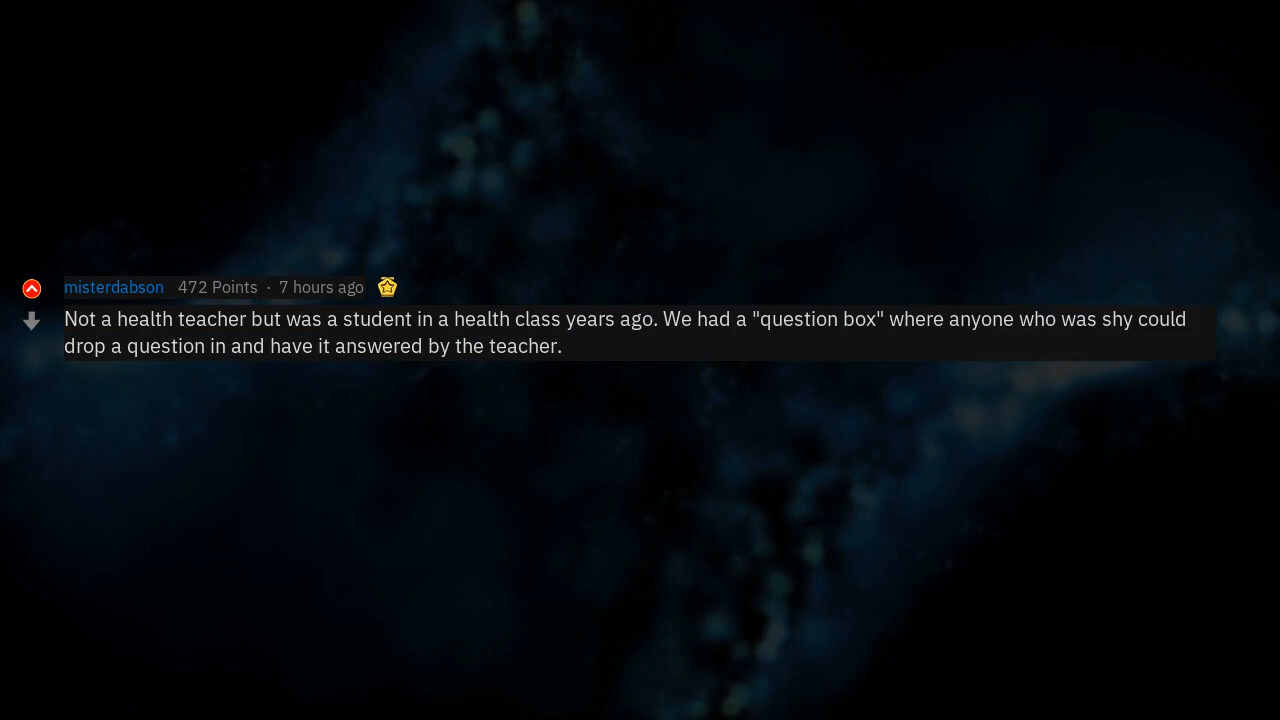 misterdabson 472 Points · 7 hours ago
Not a health teacher but was a student in a health class years ago. We had a "question box" where anyone who was shy could
drop a question in and have it answered by the teacher.